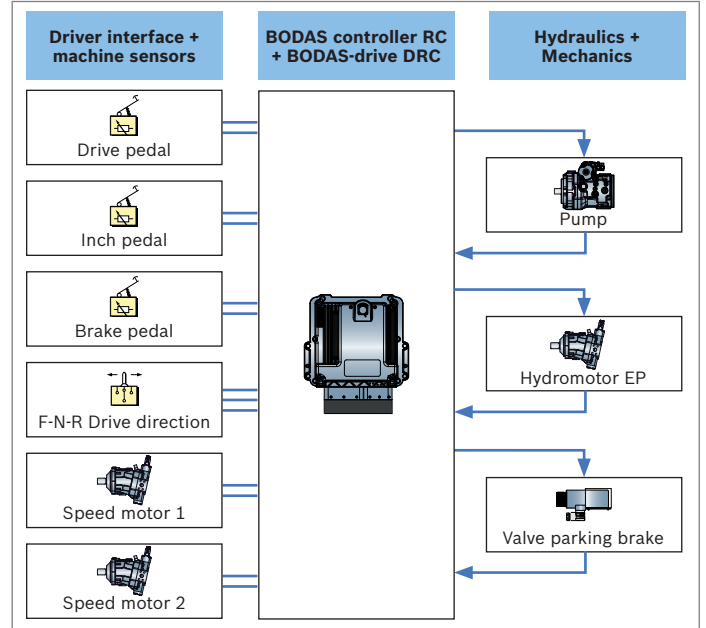 Driver interface +
machine sensors
BODAS controller RC
+ BODAS-drive DRC
Hydraulics +
Mechanics
Drive pedal
Inch pedal
Brake pedal
F-N-R Drive direction
Speed motor 1
Speed motor 2
Pump
Hydromotor EP
Valve parking brake